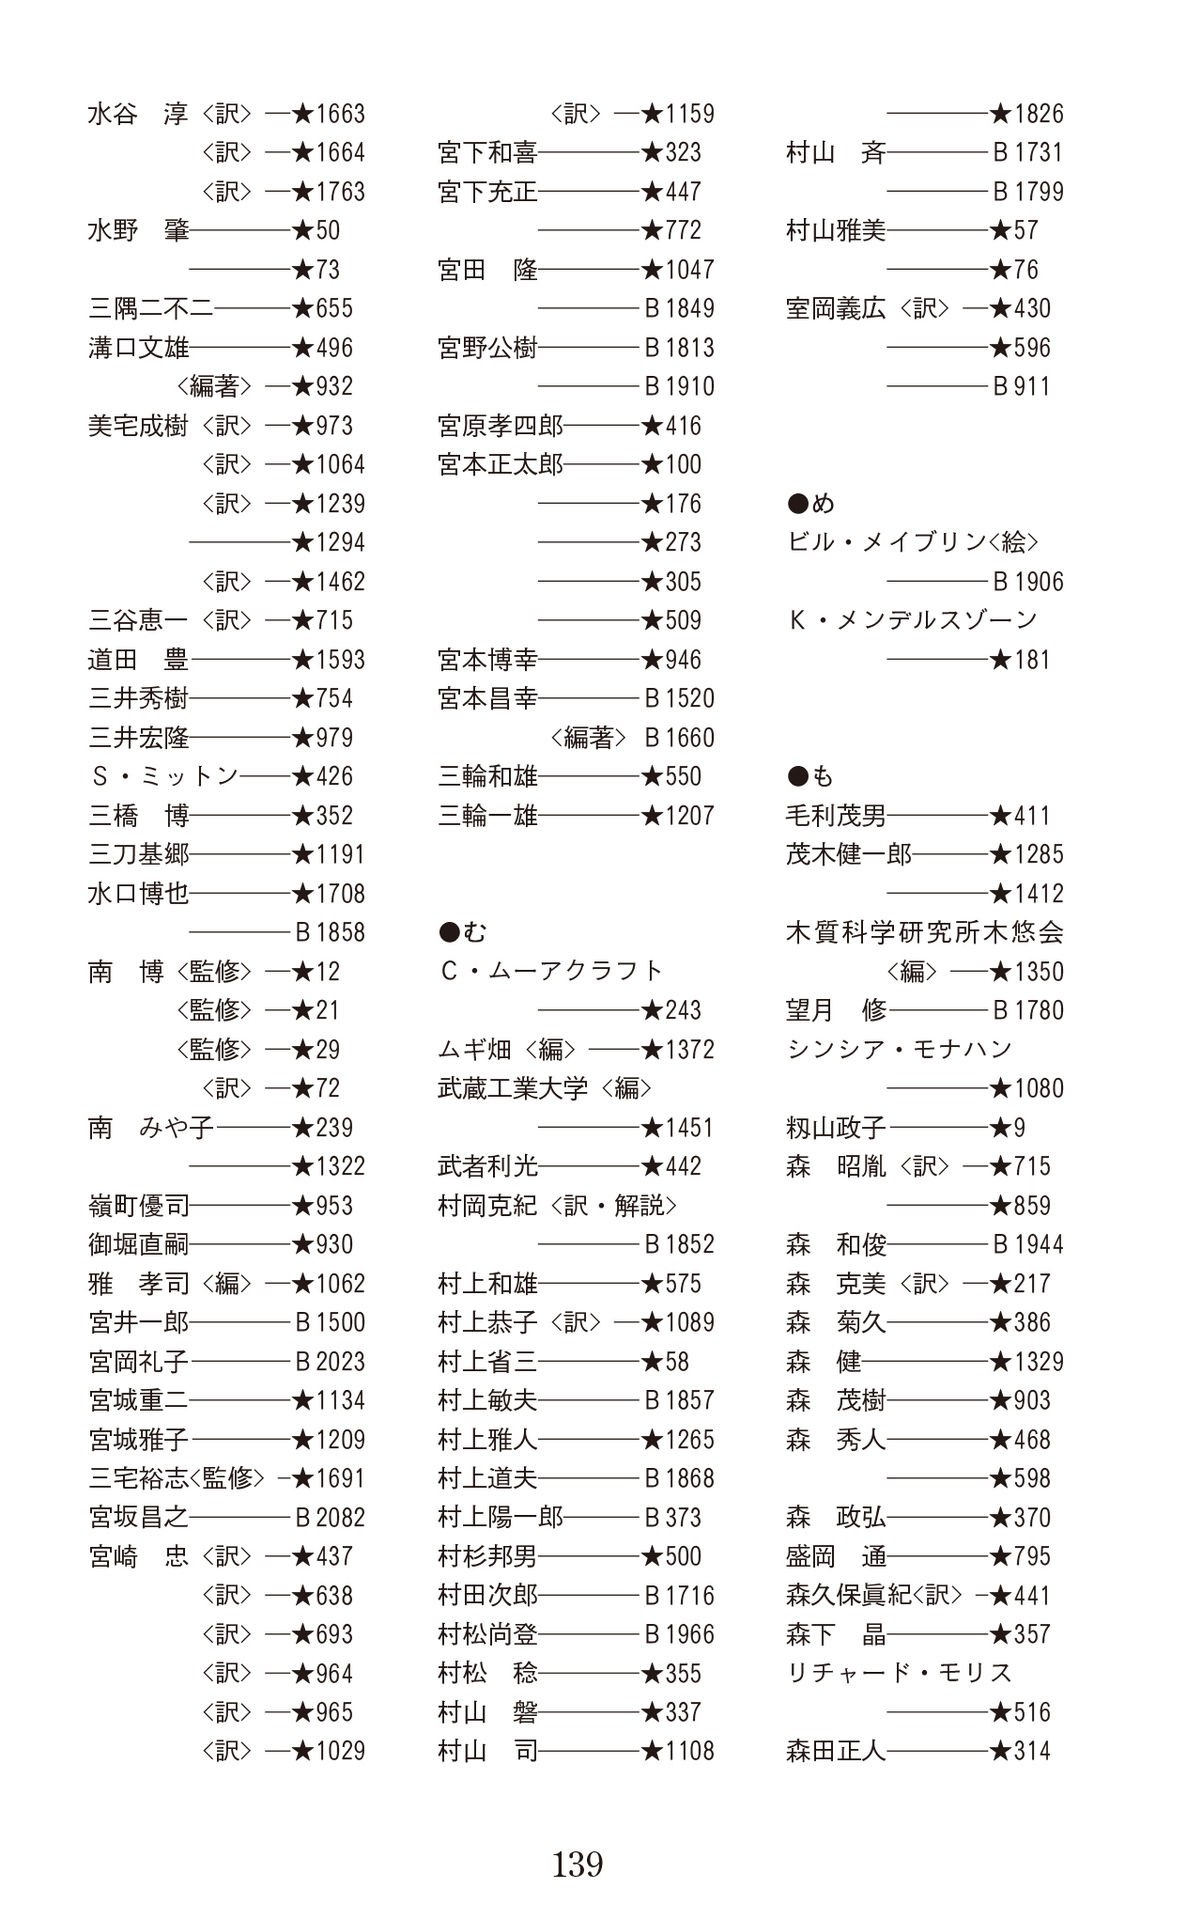 水谷　淳〈訳〉―★1663
〈訳〉―★1664
〈訳〉―★1763
水野　肇――――★50
――――★73
三隅二不二―――★655
溝口文雄――――★496
〈編著〉―★932
美宅成樹〈訳〉―★973
〈訳〉―★1064
〈訳〉―★1239
――――★1294
〈訳〉―★1462
三谷恵一〈訳〉―★715
道田　豊――――★1593
三井秀樹――――★754
三井宏隆――――★979
Ｓ・ミットン――★426
三橋　博――――★352
三刀基郷――――★1191
水口博也――――★1708
――――Ｂ1858
南　博〈監修〉―★12
〈監修〉―★21
〈監修〉―★29
〈訳〉―★72
南　みや子―――★239
――――★1322
嶺町優司――――★953
御堀直嗣――――★930
雅　孝司〈編〉―★1062
宮井一郎――――Ｂ1500
宮岡礼子――――Ｂ2023
宮城重二――――★1134
宮城雅子――――★1209
三宅裕志〈監修〉―★1691
宮坂昌之――――Ｂ2082
宮崎　忠〈訳〉―★437
〈訳〉―★638
〈訳〉―★693
〈訳〉―★964
〈訳〉―★965
〈訳〉―★1029
〈訳〉―★1159
宮下和喜――――★323
宮下充正――――★447
――――★772
宮田　隆――――★1047
――――Ｂ1849
宮野公樹――――Ｂ1813
――――Ｂ1910
宮原孝四郎―――★416
宮本正太郎―――★100
――――★176
――――★273
――――★305
――――★509
宮本博幸――――★946
宮本昌幸――――Ｂ1520
〈編著〉Ｂ1660
三輪和雄――――★550
三輪一雄――――★1207
●む
Ｃ・ムーアクラフト
――――★243
ムギ畑〈編〉――★1372
武蔵工業大学〈編〉
――――★1451
武者利光――――★442
村岡克紀〈訳・解説〉
――――Ｂ1852
村上和雄――――★575
村上恭子〈訳〉―★1089
村上省三――――★58
村上敏夫――――Ｂ1857
村上雅人――――★1265
村上道夫――――Ｂ1868
村上陽一郎―――Ｂ373
村杉邦男――――★500
村田次郎――――Ｂ1716
村松尚登――――Ｂ1966
村松　稔――――★355
村山　磐――――★337
村山　司――――★1108
――――★1826
村山　斉――――Ｂ1731
――――Ｂ1799
村山雅美――――★57
――――★76
室岡義広〈訳〉―★430
――――★596
――――Ｂ911
●め
ビル・メイブリン〈絵〉
――――Ｂ1906
Ｋ・メンデルスゾーン
――――★181
●も
毛利茂男――――★411
茂木健一郎―――★1285
――――★1412
木質科学研究所木悠会
〈編〉――★1350
望月　修――――Ｂ1780
シンシア・モナハン
――――★1080
籾山政子――――★9
森　昭胤〈訳〉―★715
――――★859
森　和俊――――Ｂ1944
森　克美〈訳〉―★217
森　菊久――――★386
森　健―――――★1329
森　茂樹――――★903
森　秀人――――★468
――――★598
森　政弘――――★370
盛岡　通――――★795
森久保眞紀〈訳〉―★441
森下　晶――――★357
リチャード・モリス
――――★516
森田正人――――★314
139